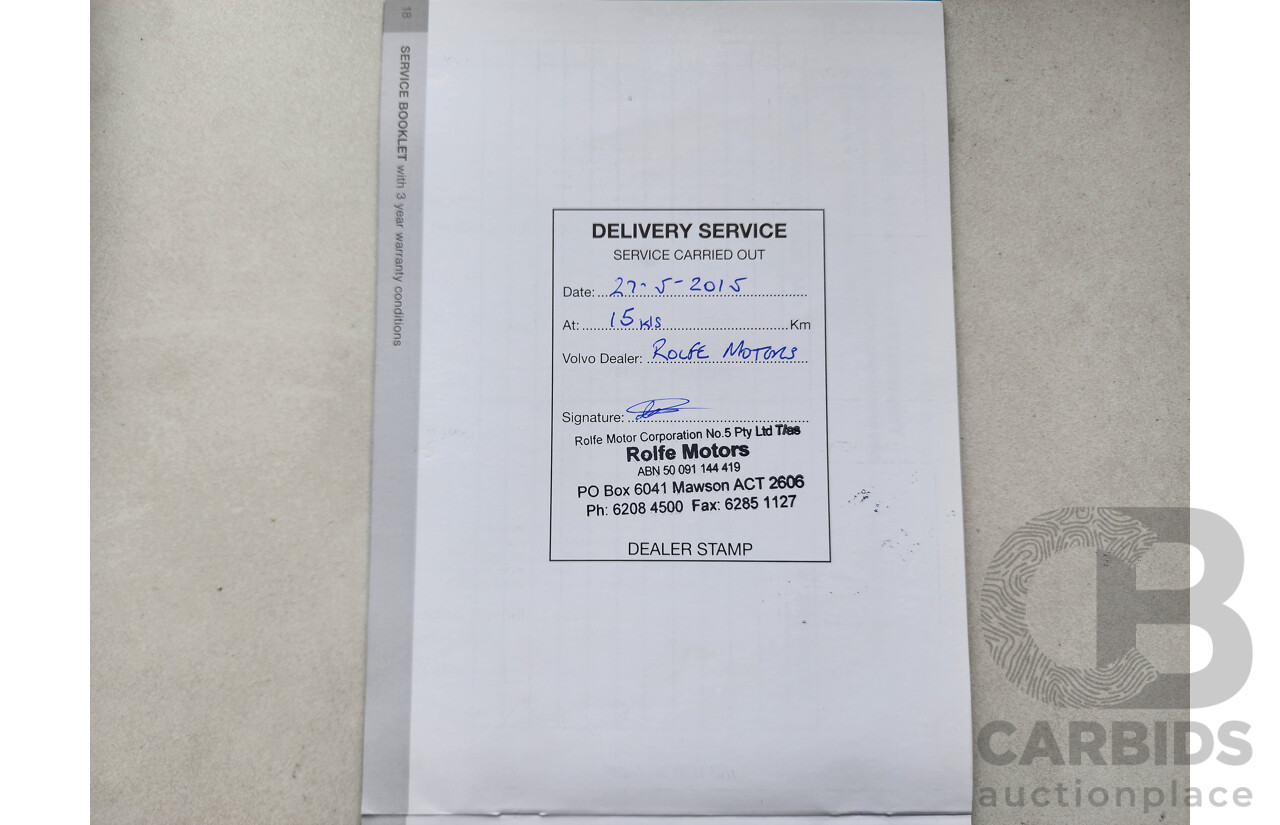 18
SERVICE BOOKLET with 3 year warranty conditions
DELIVERY SERVICE
SERVICE CARRIED OUT
Date: 27-5-2015
At: 15 kls Km
Volvo Dealer: ROLFE MOTORS
Signature:
Rolfe Motor Corporation No.5 Pty Ltd T/as
Rolfe Motors
ABN 50 091 144 419
PO Box 6041 Mawson ACT 2606
Ph: 6208 4500 Fax: 6285 1127
DEALER STAMP
CB
CARBIDS
auctionplace